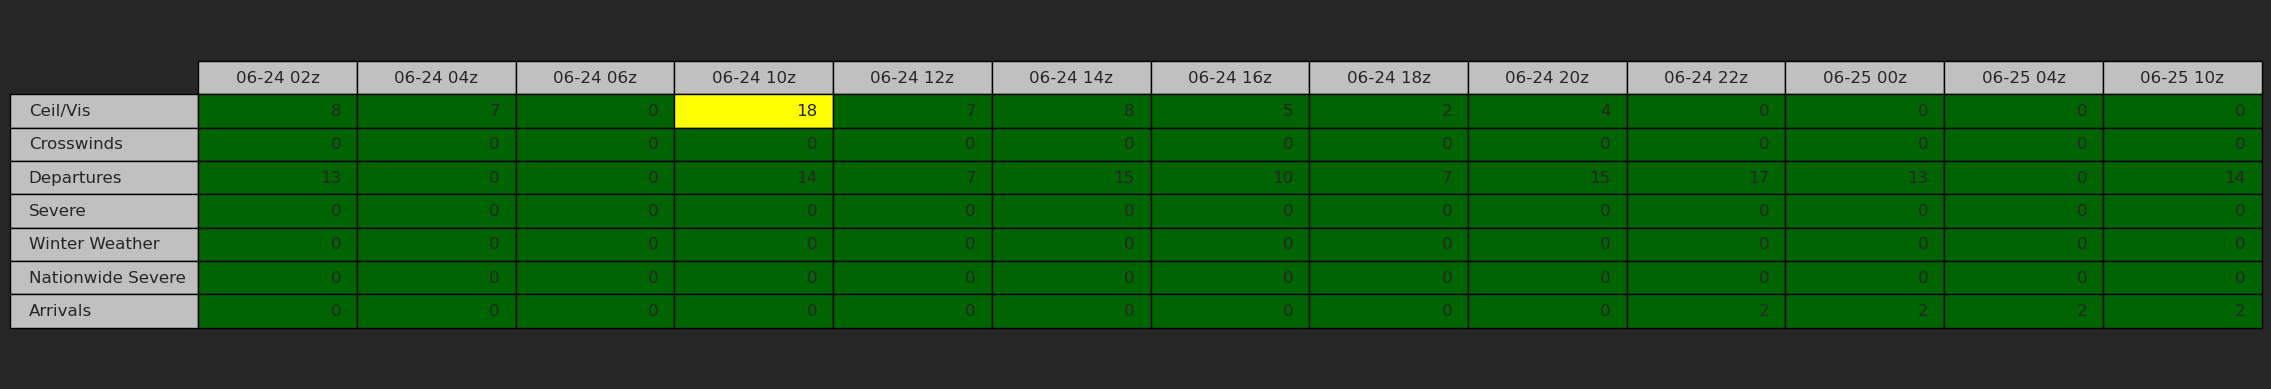 06-24 02z 06-24 04z 06-24 06z 06-24 10z 06-24 12z 06-24 14z 06-24 16z 06-24 18z 06-24 20z 06-24 22z 06-25 00z 06-25 04z 06-25 10z
Ceil/Vis 8 7 0 18 7 8 5 2 4 0 0 0 0
Crosswinds 0 0 0 0 0 0 0 0 0 0 0 0 0
Departures 13 0 0 14 7 15 10 7 15 17 13 0 14
Severe 0 0 0 0 0 0 0 0 0 0 0 0 0
Winter Weather 0 0 0 0 0 0 0 0 0 0 0 0 0
Nationwide Severe 0 0 0 0 0 0 0 0 0 0 0 0 0
Arrivals 0 0 0 0 0 0 0 0 0 2 2 2 2